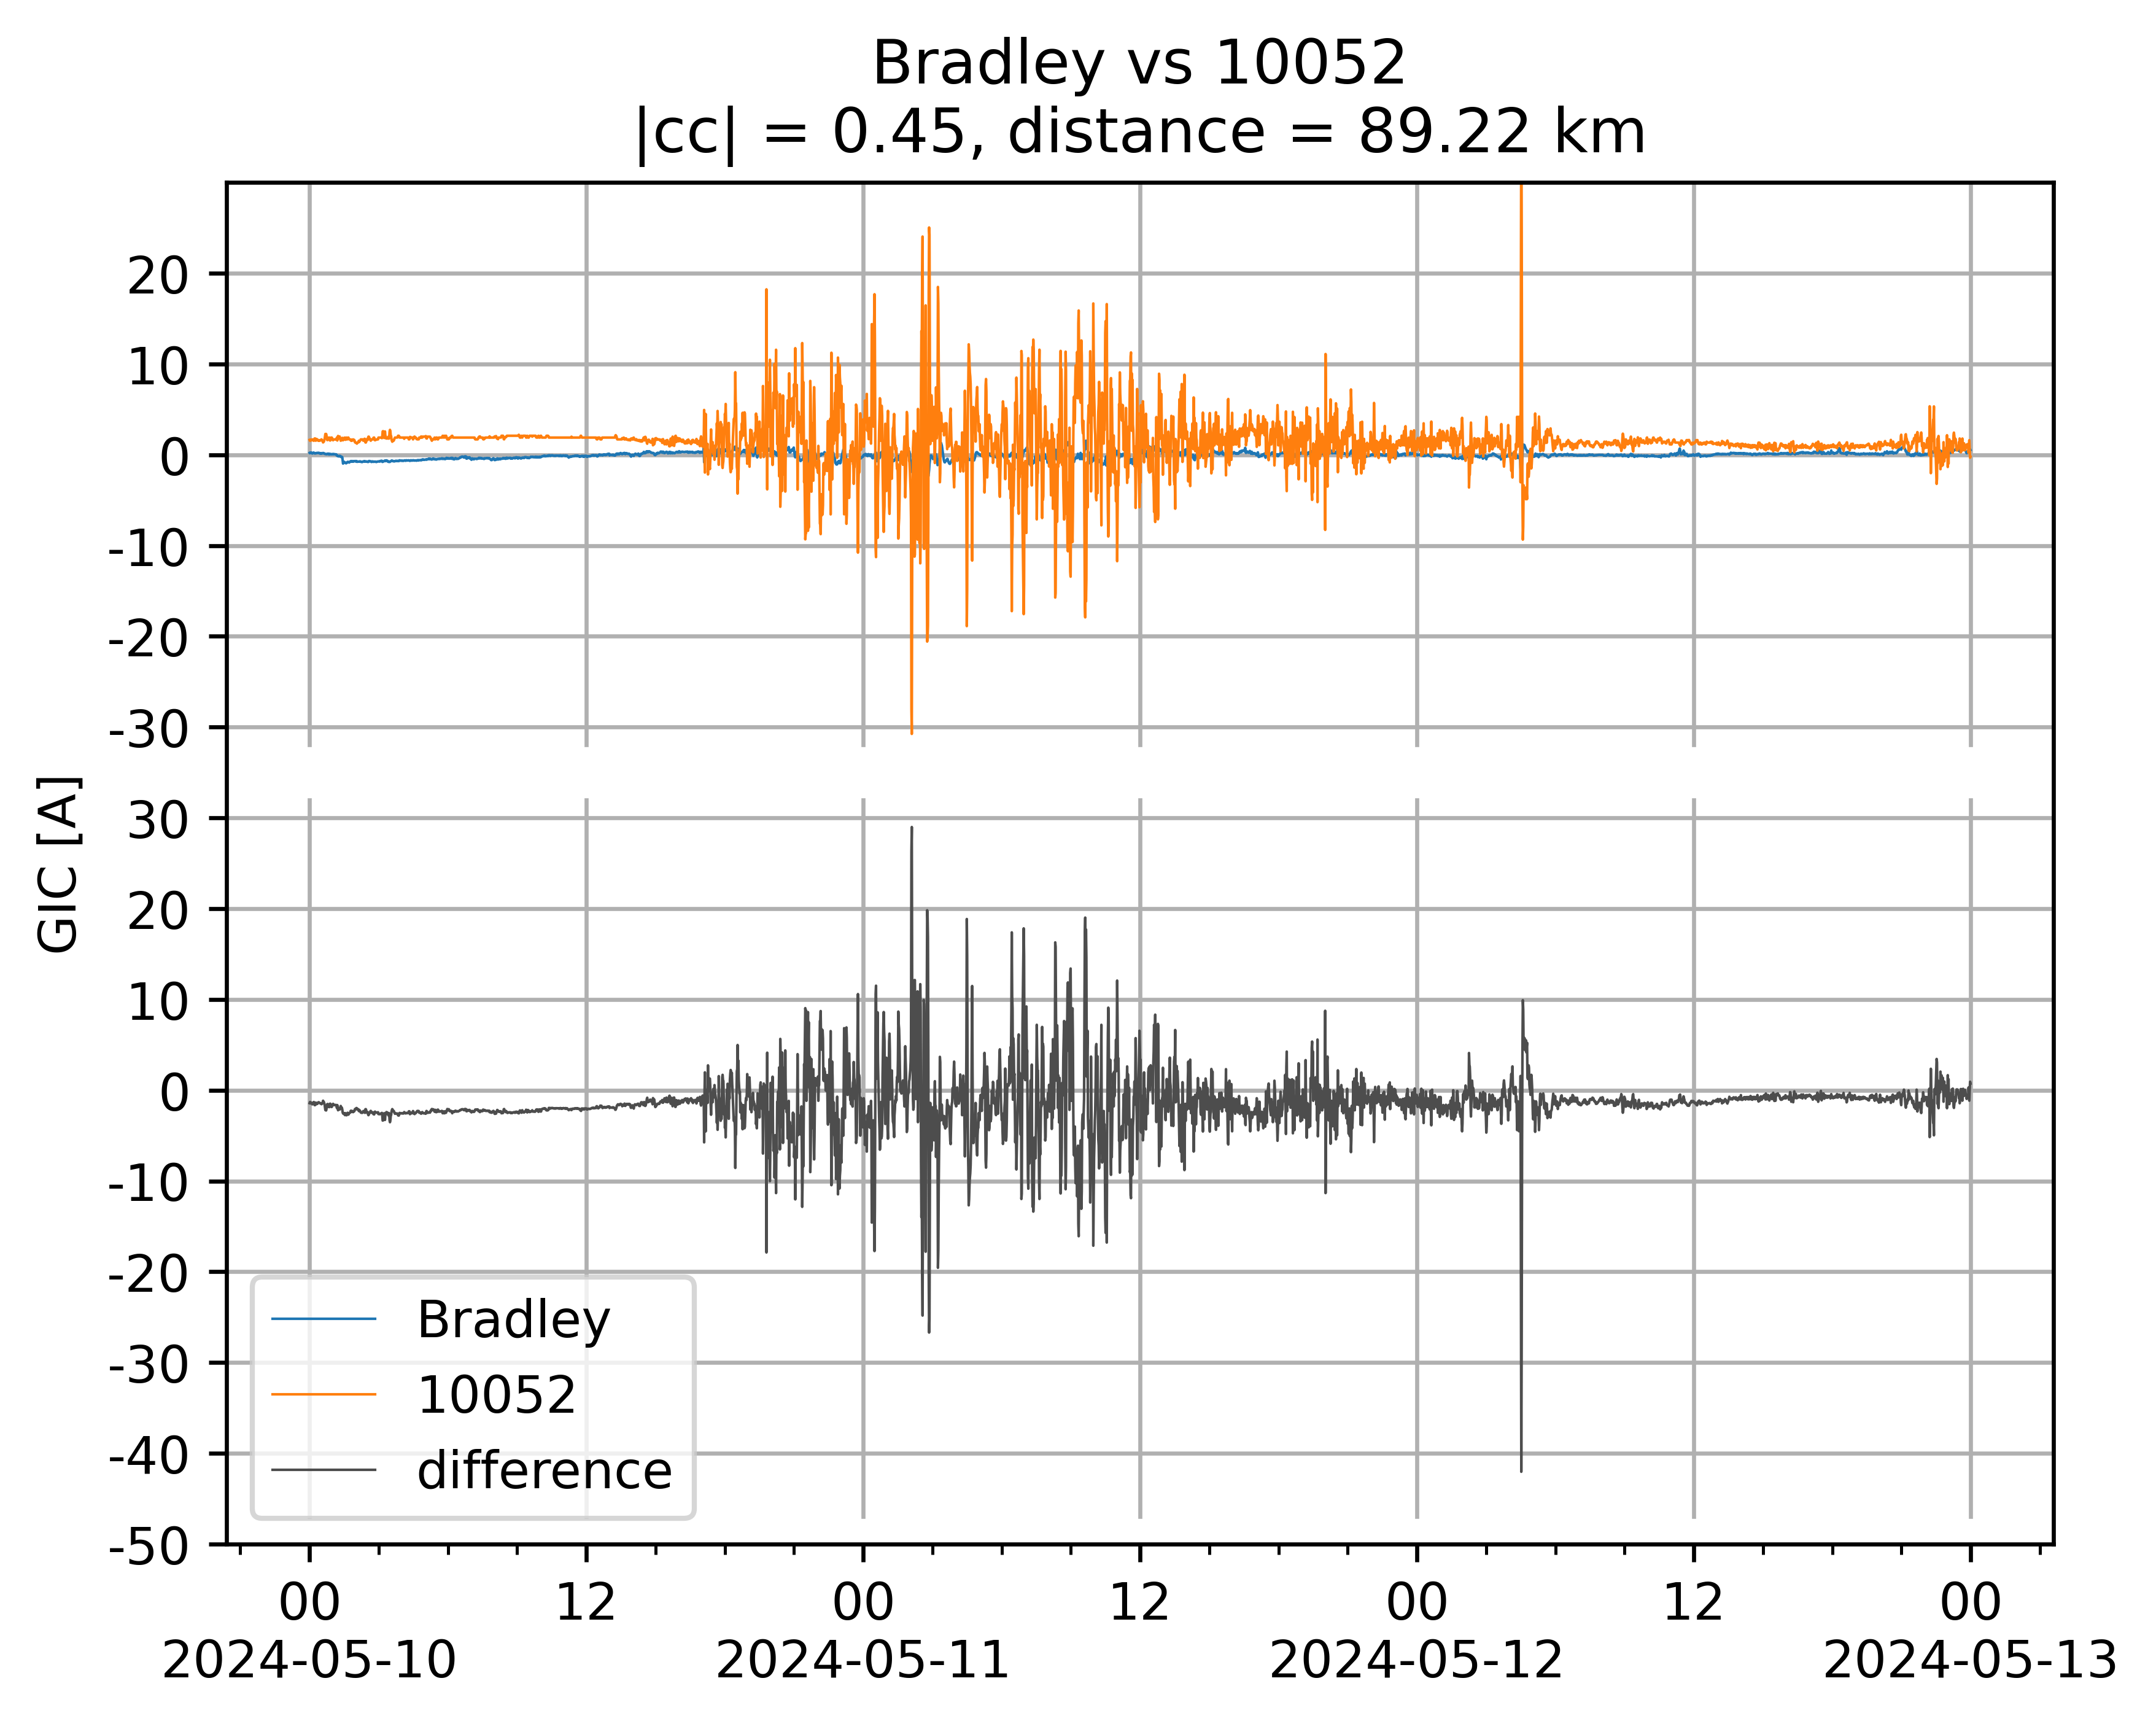 Bradley vs 10052
|cc| = 0.45, distance = 89.22 km
20
10
0
-10
-20
-30
30
20
10
0
-10
-20
-30
-40
-50
GIC [A]
Bradley
10052
difference
00 12 00 12 00 12 00
2024-05-10 2024-05-11 2024-05-12 2024-05-13